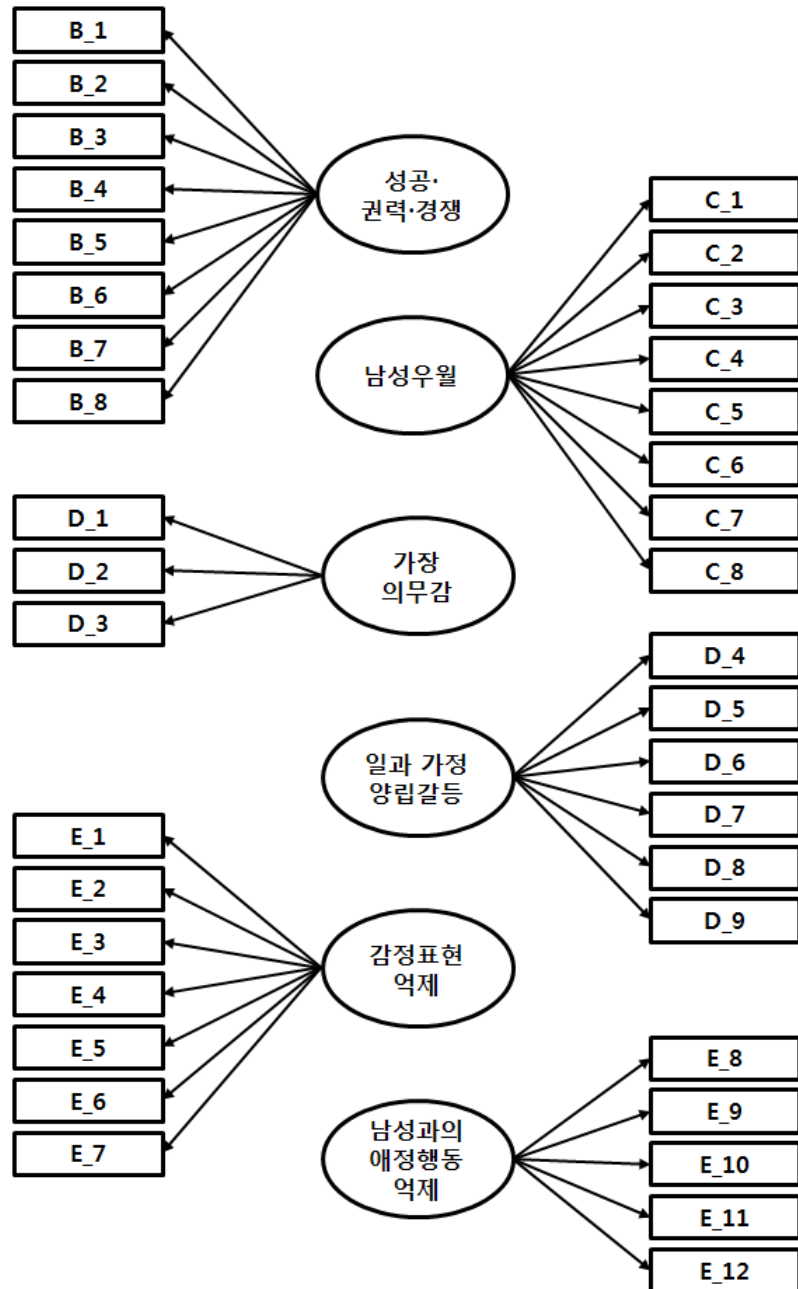 B_1
B_2
B_3
B_4
B_5
B_6
B_7
B_8
성공·
권력·경쟁
C_1
C_2
C_3
C_4
C_5
C_6
C_7
C_8
남성우월
D_1
D_2
D_3
가장
의무감
D_4
D_5
D_6
D_7
D_8
D_9
일과 가정
양립갈등
E_1
E_2
E_3
E_4
E_5
E_6
E_7
감정표현
억제
E_8
E_9
E_10
E_11
E_12
남성과의
애정행동
억제